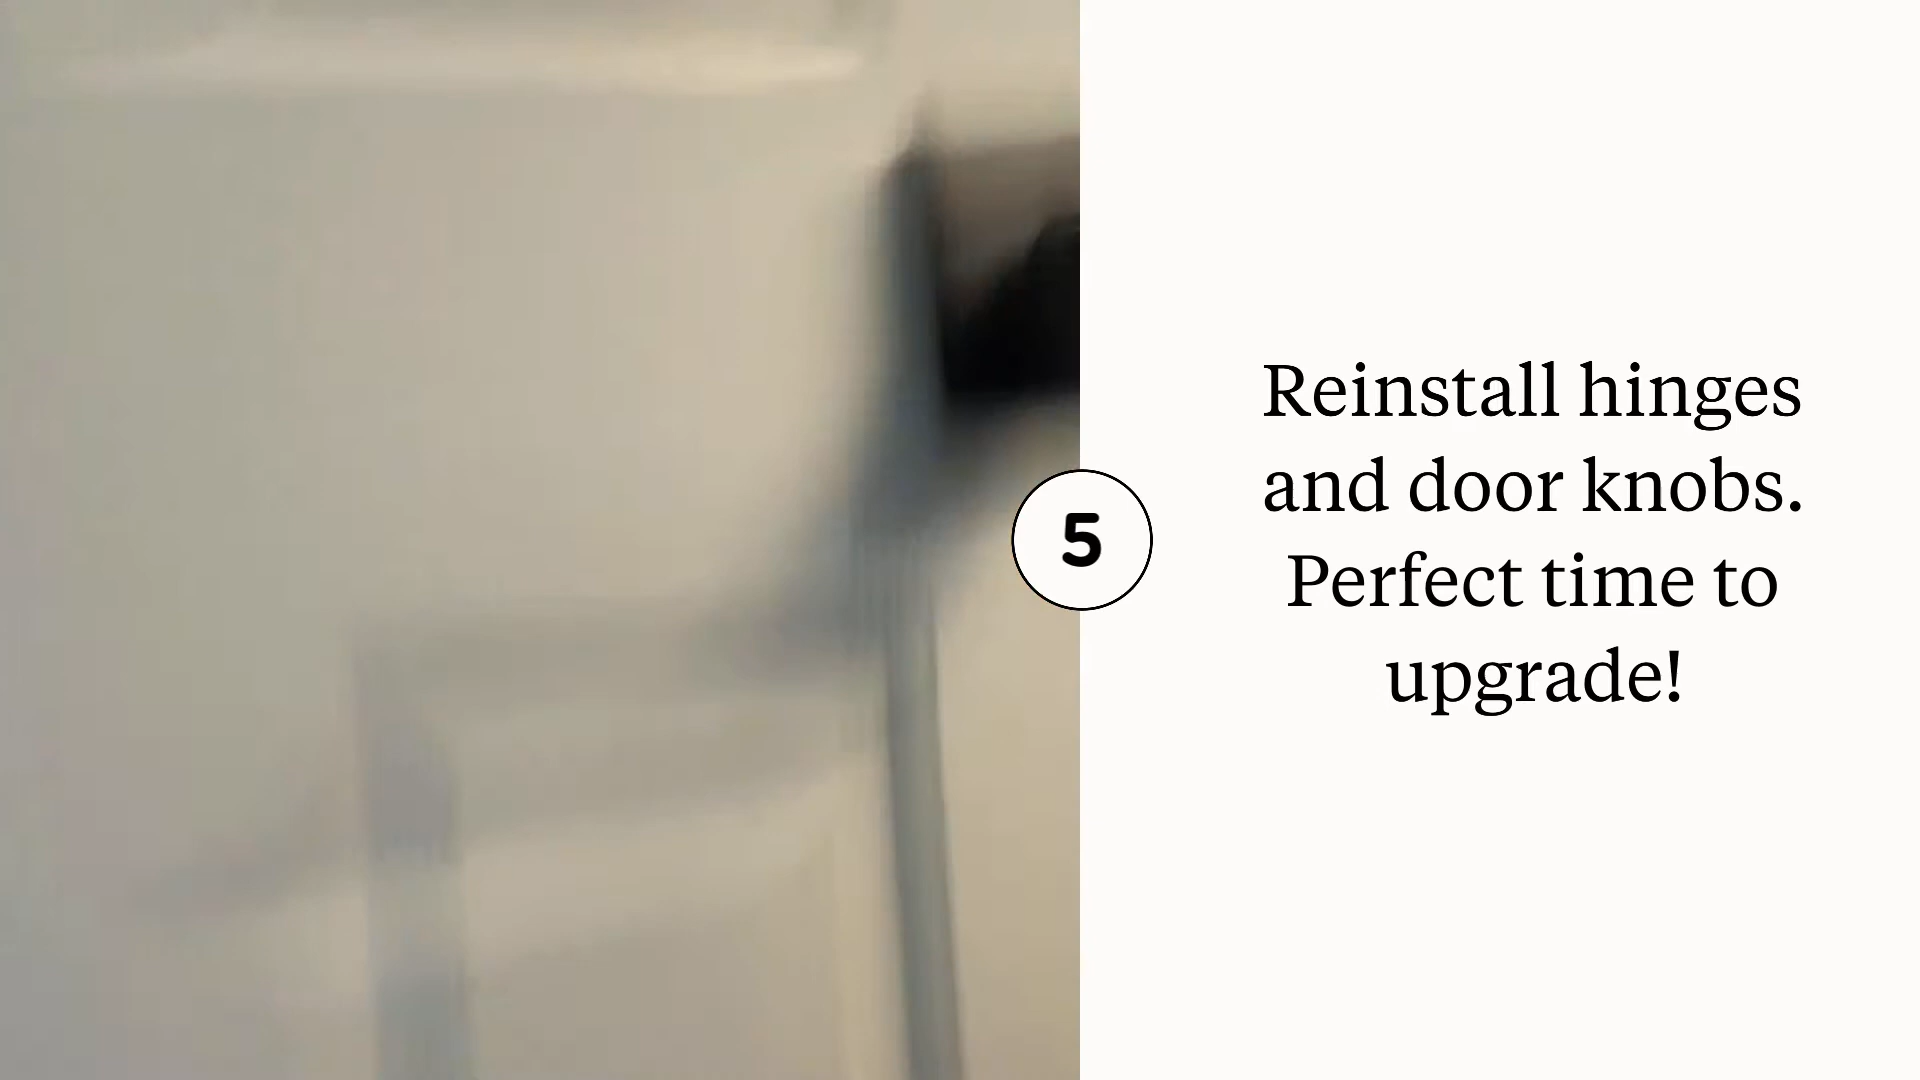 5
Reinstall hinges
and door knobs.
Perfect time to
upgrade!